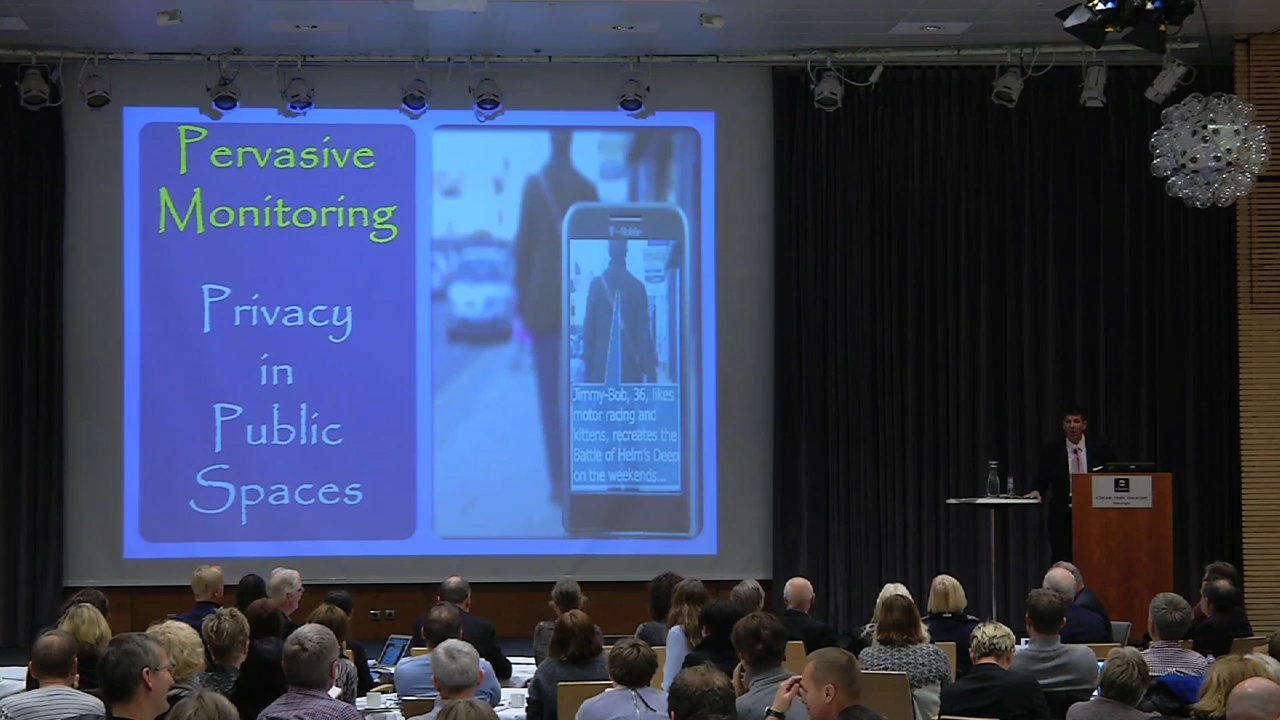 Pervasive
Monitoring
Privacy
in
Public
Spaces
T-Mobile
Jimmy-Bob, 36, likes
motor racing and
kittens, recreates the
Battle of Helm's Deep
on the weekends...